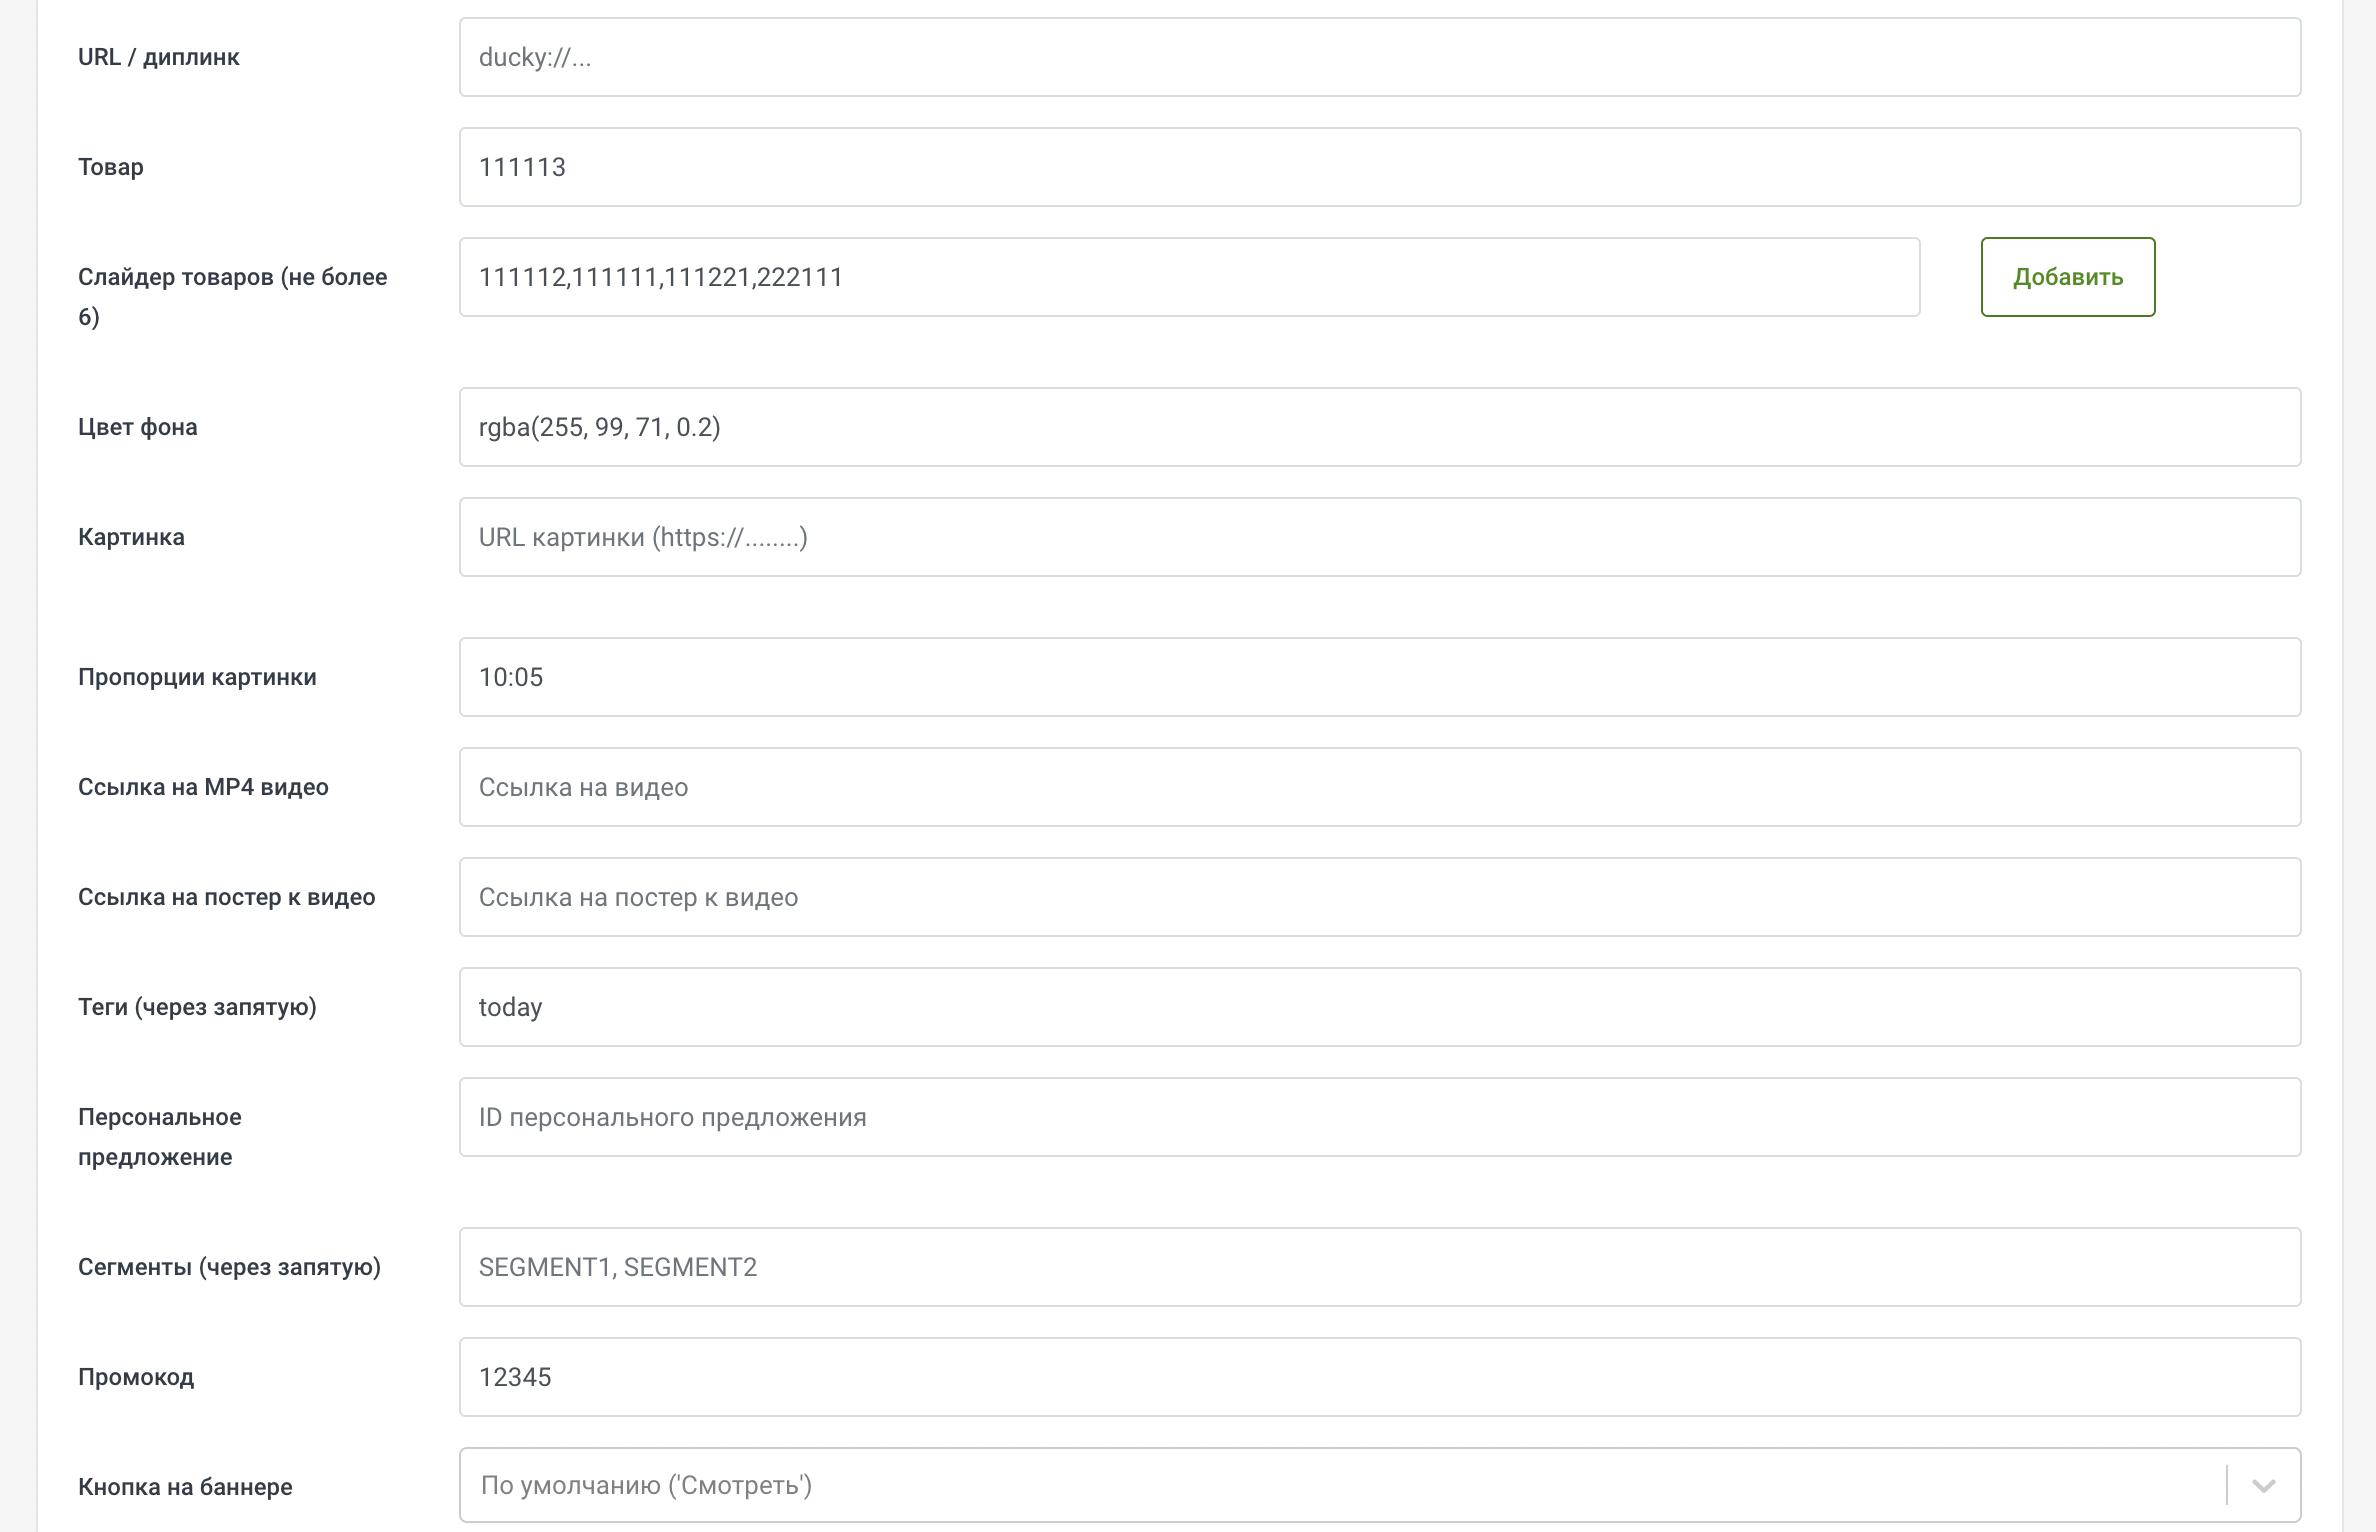 URL / диплинк
ducky://...
Товар
111113
Слайдер товаров (не более
6)
111112,111111,111221,222111
Добавить
Цвет фона
rgba(255, 99, 71, 0.2)
Картинка
URL картинки (https://........)
Пропорции картинки
10:05
Ссылка на MP4 видео
Ссылка на видео
Ссылка на постер к видео
Ссылка на постер к видео
Теги (через запятую)
today
Персональное
предложение
ID персонального предложения
Сегменты (через запятую)
SEGMENT1, SEGMENT2
Промокод
12345
Кнопка на баннере
По умолчанию ('Смотреть')